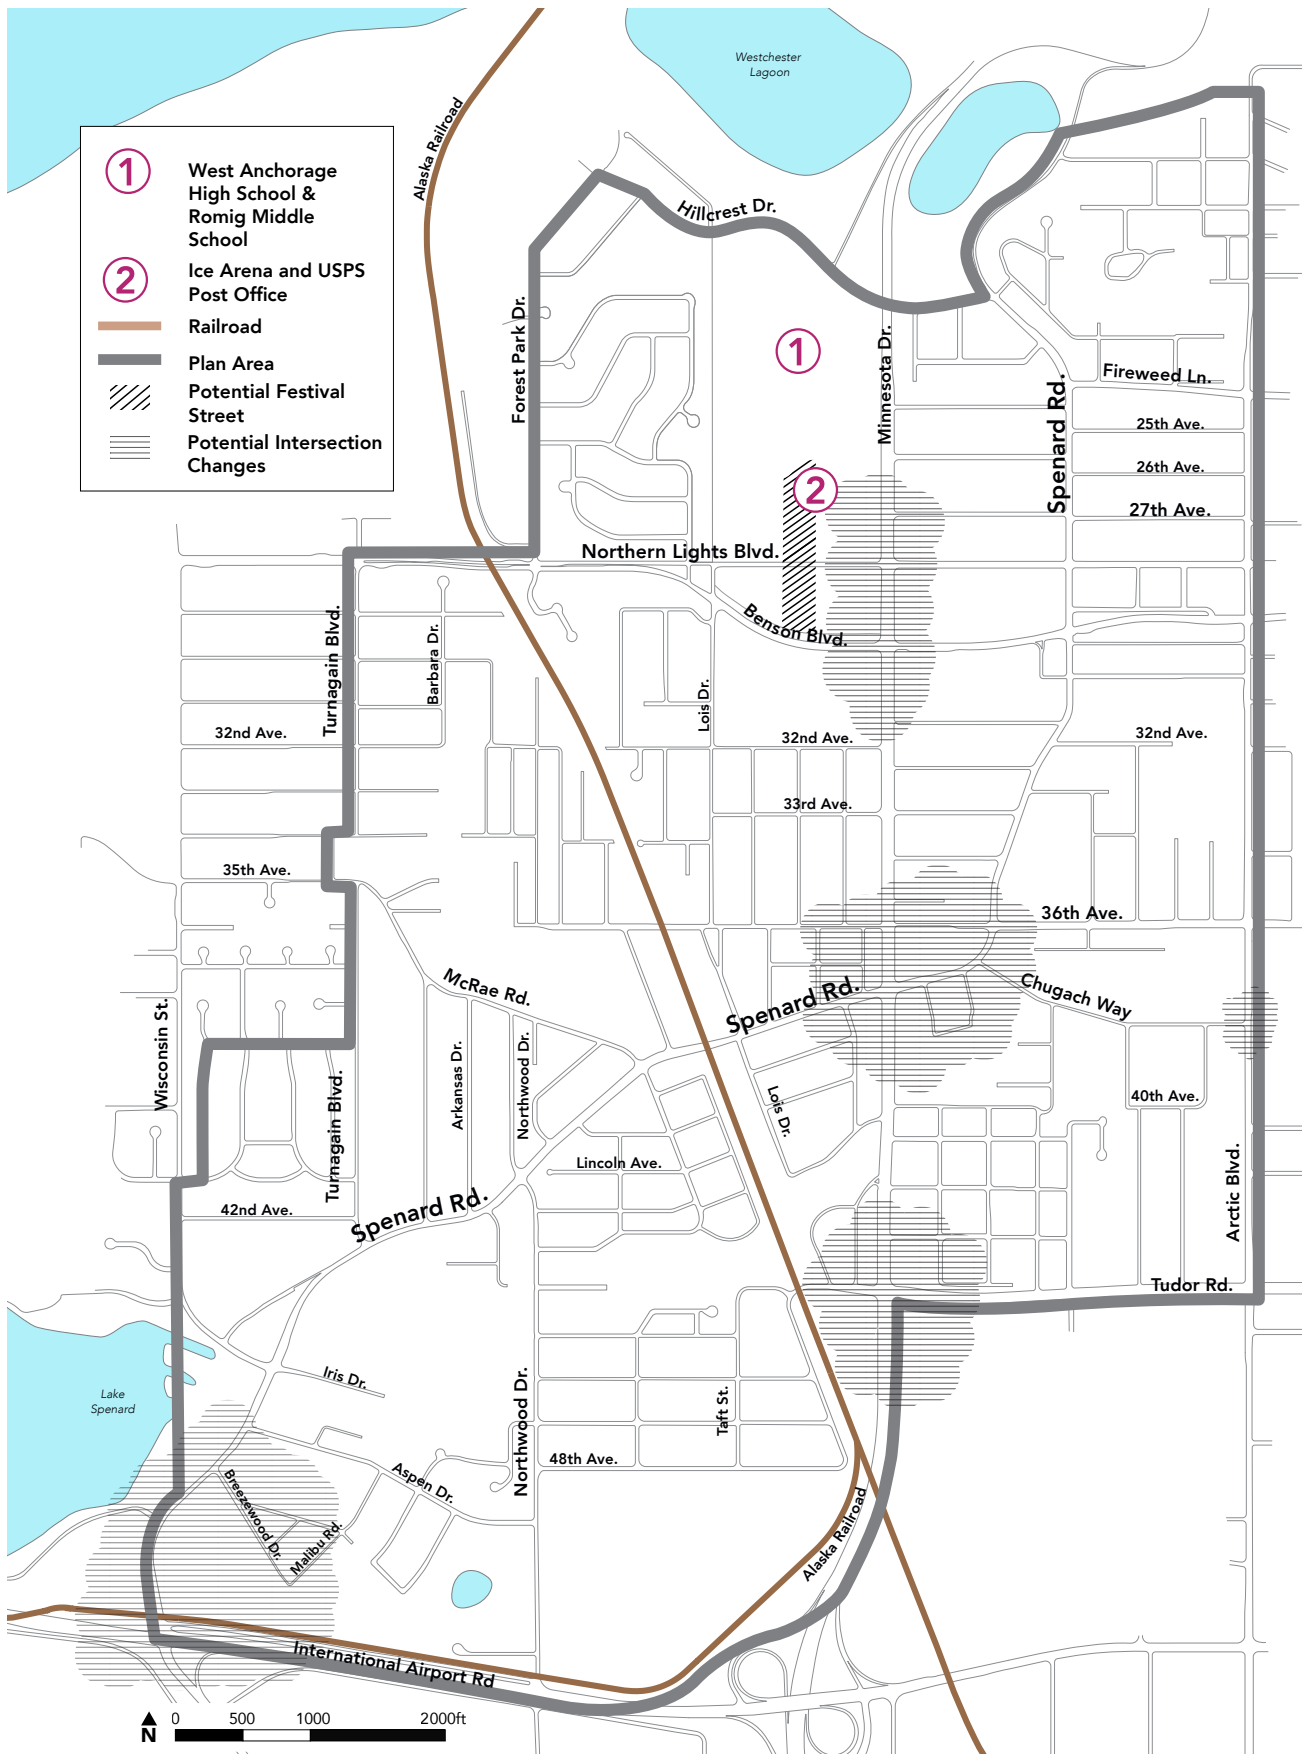 Westchester
Lagoon
Alaska Railroad
1
West Anchorage
High School &
Romig Middle
School
2
Ice Arena and USPS
Post Office
Railroad
Plan Area
Potential Festival
Street
Potential Intersection
Changes
Hillcrest Dr.
Forest Park Dr.
1
Minnesota Dr.
Spenard Rd.
Fireweed Ln.
25th Ave.
26th Ave.
27th Ave.
2
Northern Lights Blvd.
Benson Blvd.
Turnagain Blvd.
Barbara Dr.
Lois Dr.
32nd Ave.
32nd Ave.
32nd Ave.
33rd Ave.
35th Ave.
36th Ave.
McRae Rd.
Spenard Rd.
Chugach Way
Wisconsin St.
Turnagain Blvd.
Arkansas Dr.
Northwood Dr.
Lois Dr.
40th Ave.
Lincoln Ave.
Arctic Blvd.
42nd Ave.
Spenard Rd.
Tudor Rd.
Iris Dr.
Lake
Spenard
Northwood Dr.
Taft St.
48th Ave.
Aspen Dr.
Breezewood Dr.
Malibu Rd.
Alaska Railroad
International Airport Rd
N
0 500 1000 2000ft